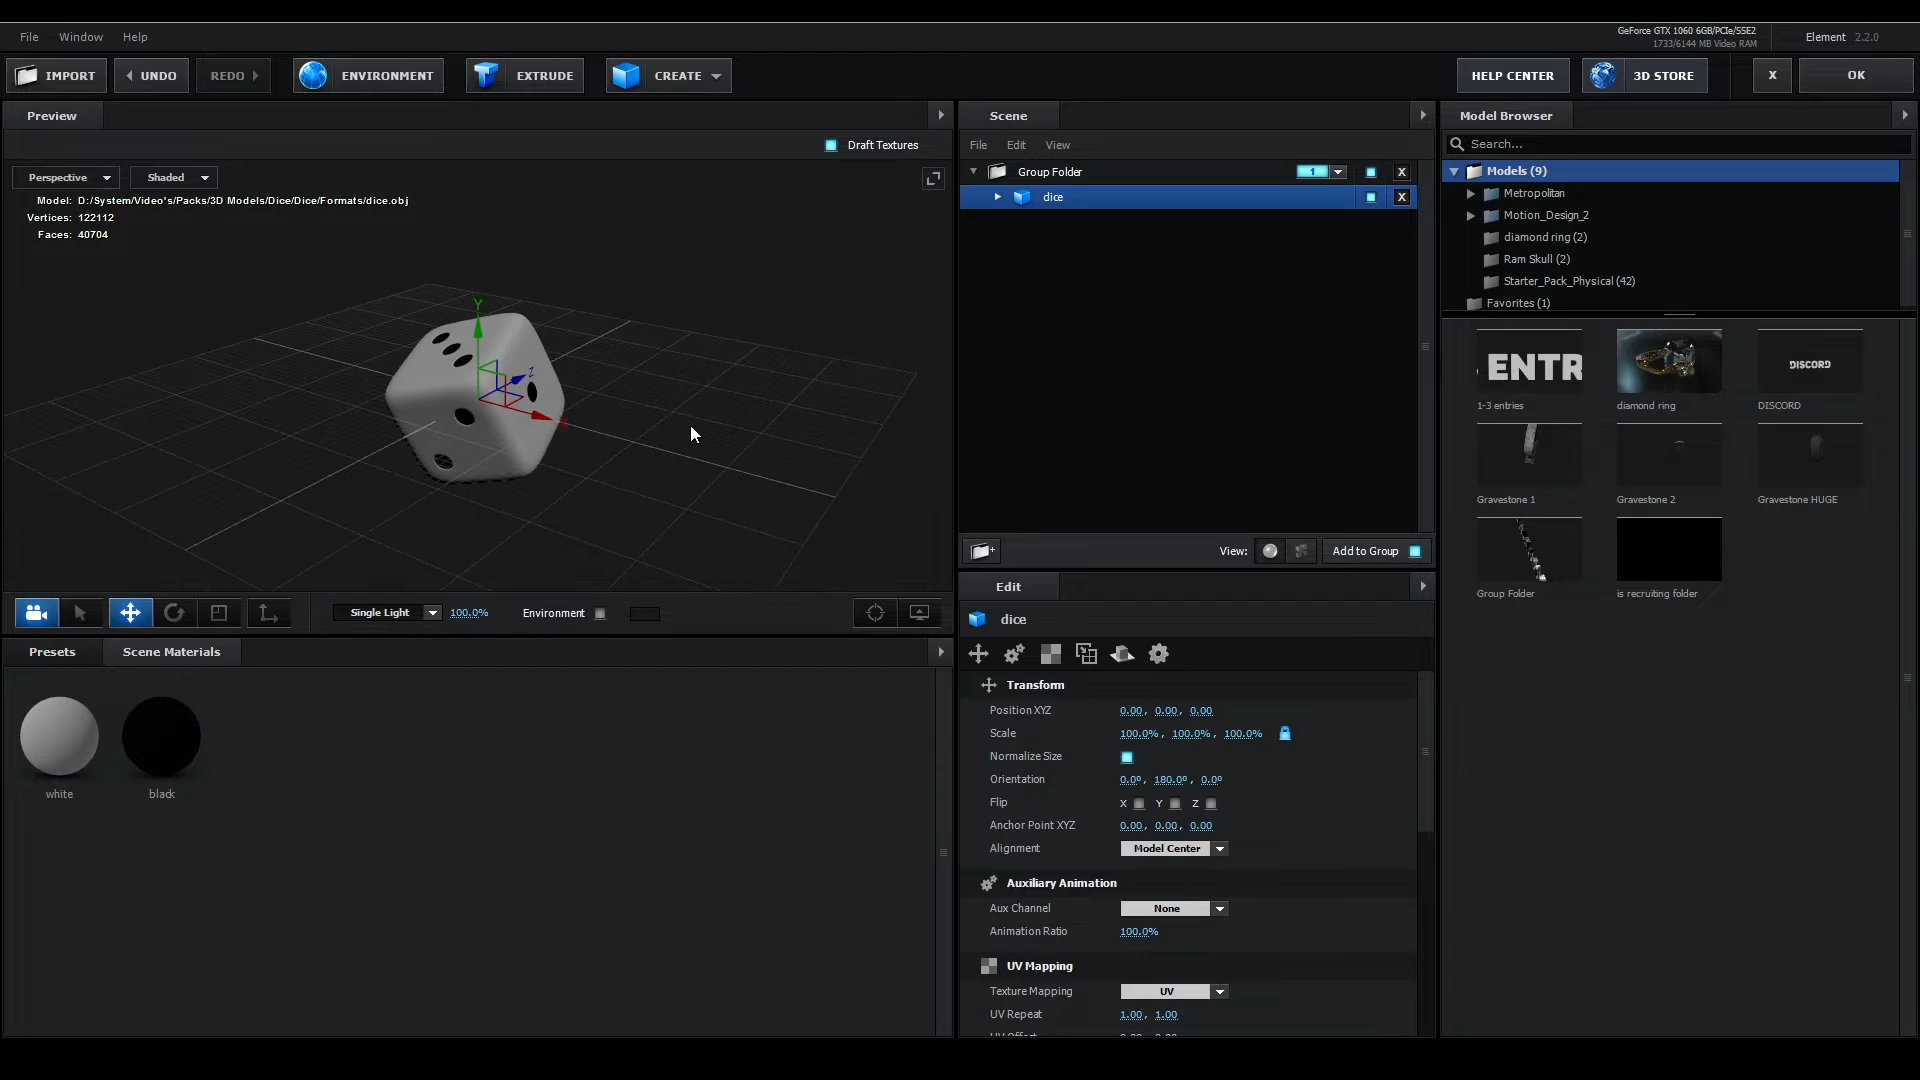 File Window Help
GeForce GTX 1060 6GB/PCIe/SSE2
1733/6144 MB Video RAM
Element 2.2.0
IMPORT UNDO REDO ENVIRONMENT EXTRUDE CREATE HELP CENTER 3D STORE X OK
Preview
Draft Textures
Perspective Shaded
Model: D:/System/Video's/Packs/3D Models/Dice/Dice/Formats/dice.obj
Vertices: 122112
Faces: 40704
Y
Z
X
Single Light 100.0% Environment
Presets Scene Materials
white black
Scene
File Edit View
Group Folder 1 X
dice X
View: Add to Group
Edit
dice
Transform
Position XYZ 0.00, 0.00, 0.00
Scale 100.0%, 100.0%, 100.0%
Normalize Size
Orientation 0.0º, 180.0º, 0.0º
Flip X Y Z
Anchor Point XYZ 0.00, 0.00, 0.00
Alignment Model Center
Auxiliary Animation
Aux Channel None
Animation Ratio 100.0%
UV Mapping
Texture Mapping UV
UV Repeat 1.00, 1.00
Model Browser
Search...
Models (9)
Metropolitan
Motion_Design_2
diamond ring (2)
Ram Skull (2)
Starter_Pack_Physical (42)
Favorites (1)
ENTR DISCORD
1-3 entries diamond ring DISCORD
Gravestone 1 Gravestone 2 Gravestone HUGE
Group Folder is recruiting folder